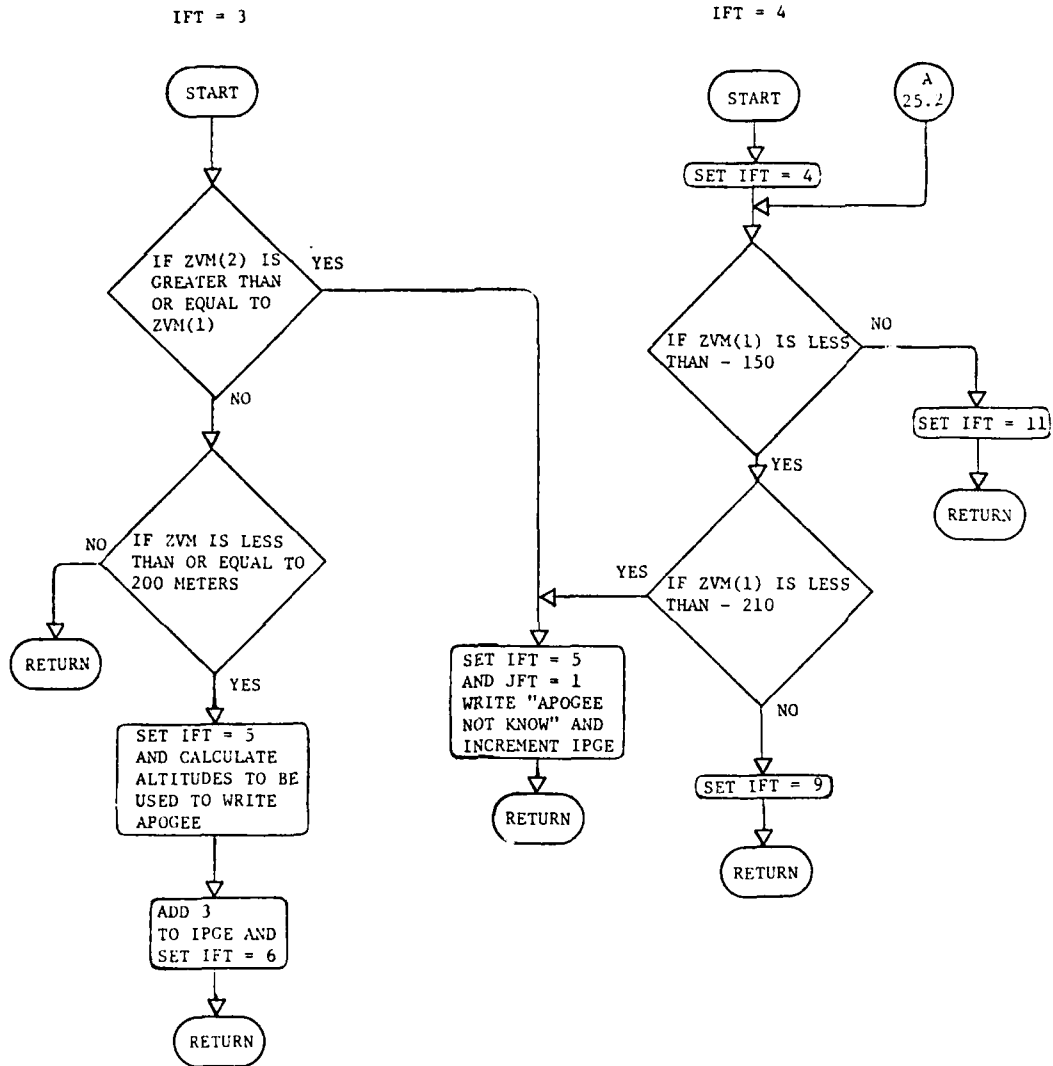 IFT = 3
START
IF ZVM(2) IS
GREATER THAN
OR EQUAL TO
ZVM(1)
YES
NO
IF ZVM IS LESS
THAN OR EQUAL TO
200 METERS
NO
RETURN
YES
SET IFT = 5
AND CALCULATE
ALTITUDES TO BE
USED TO WRITE
APOGEE
ADD 3
TO IPGE AND
SET IFT = 6
RETURN
IFT = 4
START
A
25.2
SET IFT = 4
IF ZVM(1) IS LESS
THAN - 150
NO
SET IFT = 11
RETURN
YES
IF ZVM(1) IS LESS
THAN - 210
YES
SET IFT = 5
AND JFT = 1
WRITE "APOGEE
NOT KNOW" AND
INCREMENT IPGE
RETURN
NO
SET IFT = 9
RETURN